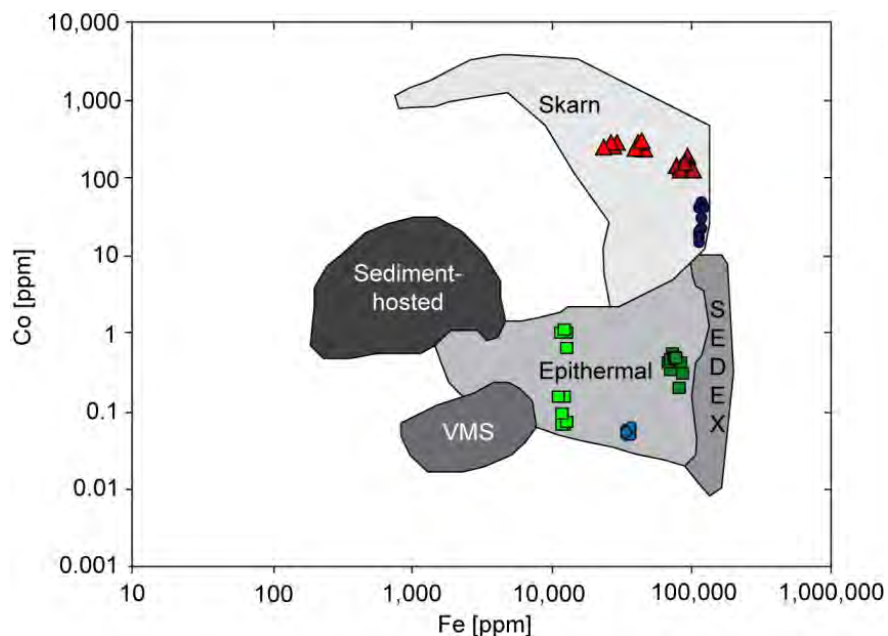 10,000
1,000
100
10
1
0.1
0.01
0.001
Co [ppm]
Skarn
Sediment-
hosted
Epithermal
VMS
SEDEX
10
100
1,000
10,000
100,000
1,000,000
Fe [ppm]